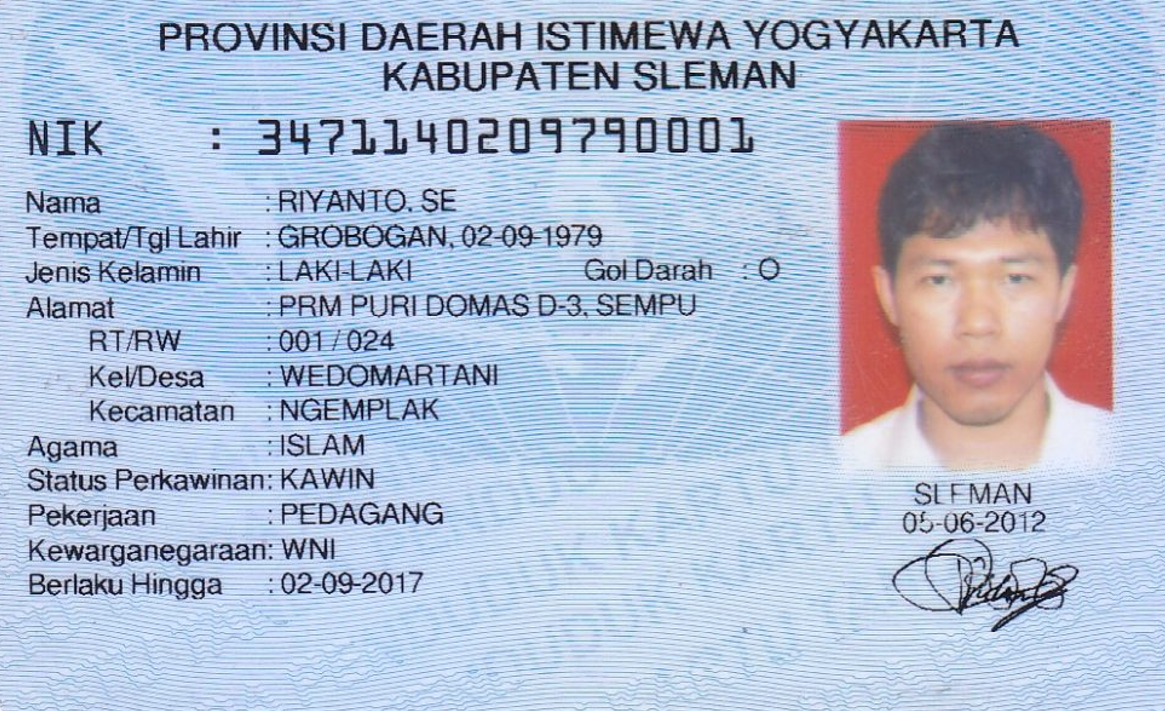 PROVINSI DAERAH ISTIMEWA YOGYAKARTA
KABUPATEN SLEMAN
NIK : 3471140209790001
Nama : RIYANTO, SE
Tempat/Tgl Lahir : GROBOGAN, 02-09-1979
Jenis Kelamin : LAKI-LAKI Gol Darah : O
Alamat : PRM PURI DOMAS D-3, SEMPU
RT/RW : 001 / 024
Kel/Desa : WEDOMARTANI
Kecamatan : NGEMPLAK
Agama : ISLAM
Status Perkawinan: KAWIN
Pekerjaan : PEDAGANG
Kewarganegaraan: WNI
Berlaku Hingga : 02-09-2017
SLEMAN
05-06-2012